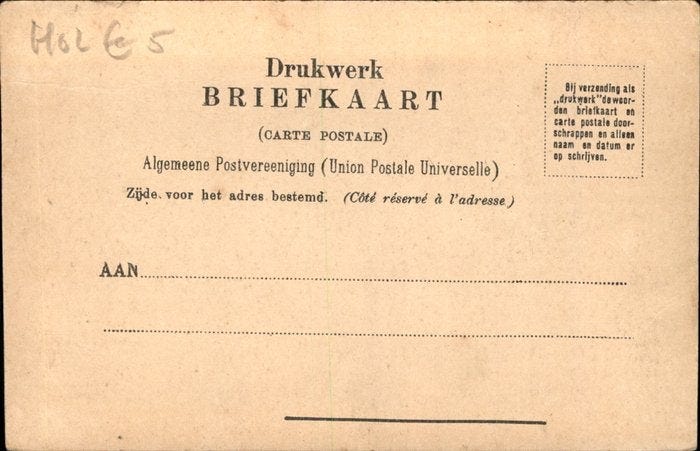 Hol € 5
Drukwerk
BRIEFKAART
(CARTE POSTALE)
Algemeene Postvereeniging (Union Postale Universelle)
Zijde voor het adres bestemd. (Côté réservé à l'adresse)
Bij verzending als
„drukwerk" de woor-
den briefkaart en
carte postale door-
schrappen en alleen
naam en datum er
op schrijven.
AAN